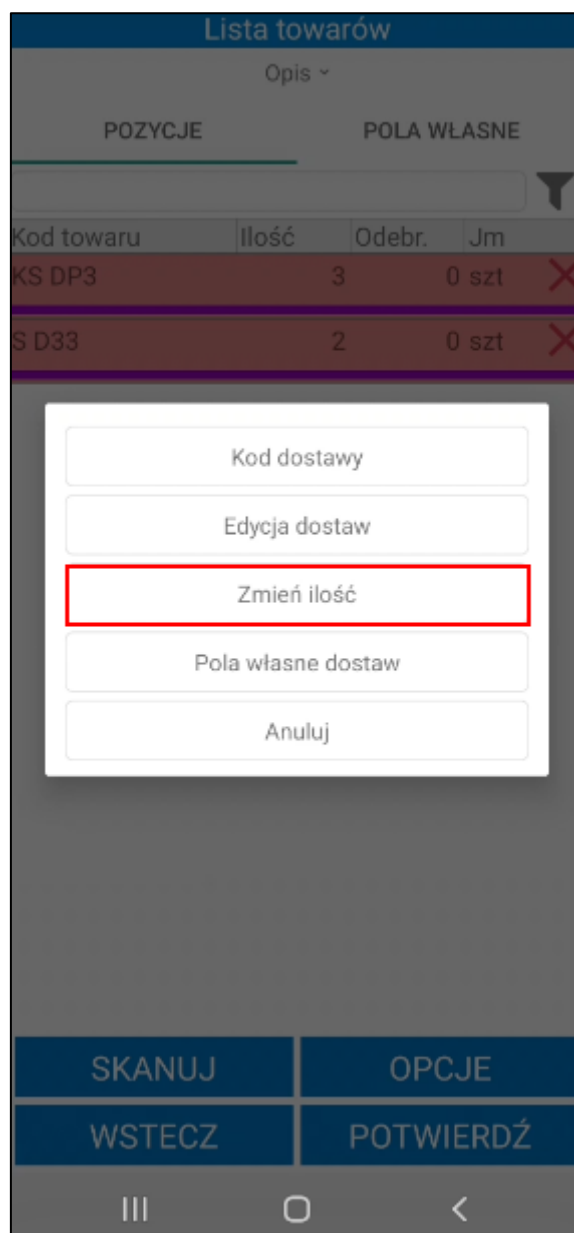 Lista towarów
Opis
POZYCJE POLA WŁASNE
Kod towaru Ilość Odebr. Jm
KS DP3 3 0 szt
S D33 2 0 szt
Kod dostawy
Edycja dostaw
Zmień ilość
Pola własne dostaw
Anuluj
SKANUJ OPCJE
WSTECZ POTWIERDŹ